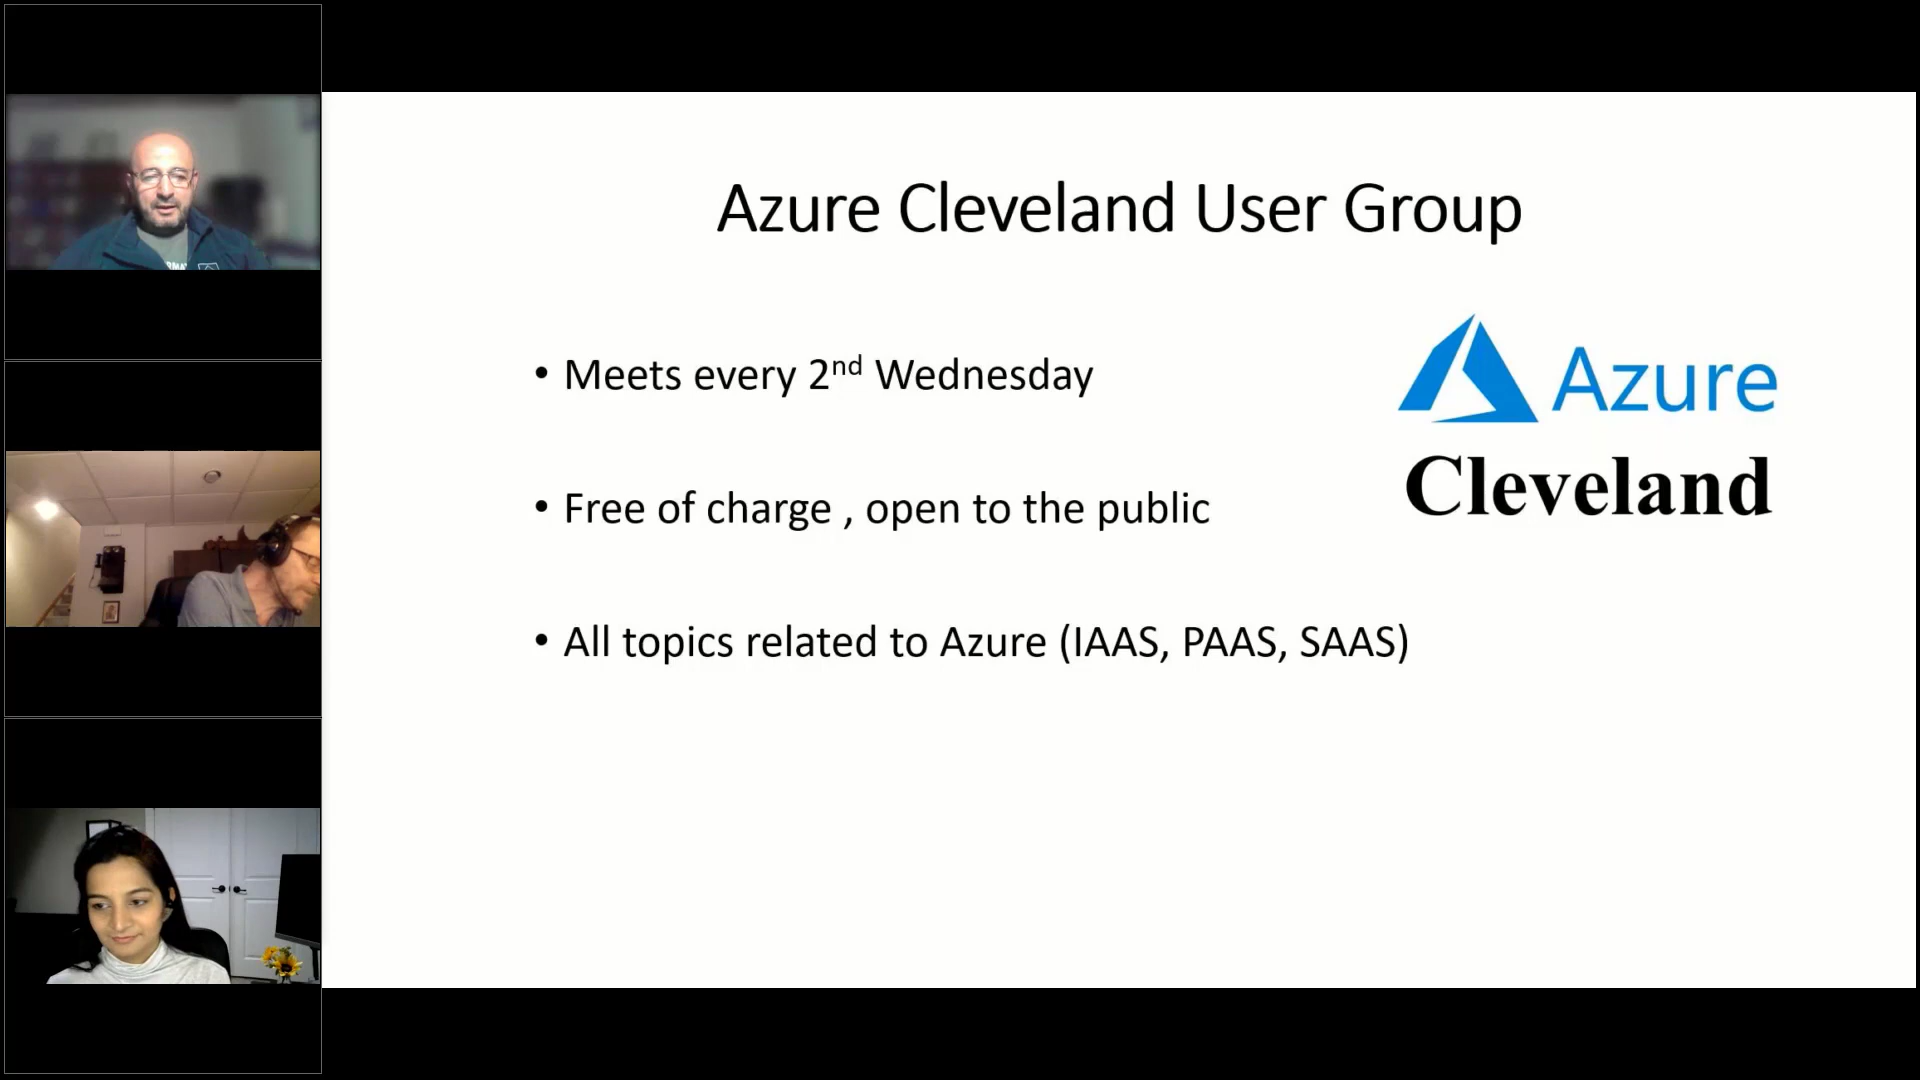 Azure Cleveland User Group
• Meets every 2nd Wednesday
• Free of charge , open to the public
• All topics related to Azure (IAAS, PAAS, SAAS)
Azure
Cleveland